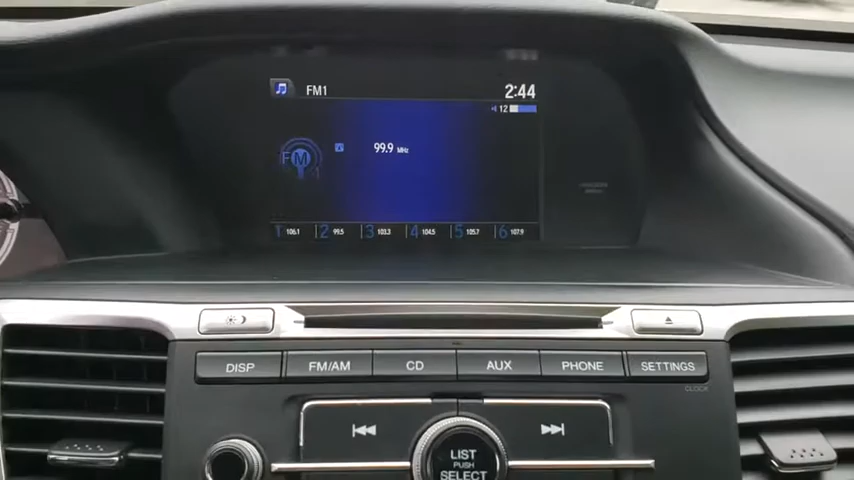 FM1 2:44
12
FM1 99.9 MHz
1 106.1 2 99.5 3 103.3 4 104.5 5 105.7 6 107.9
DISP FM/AM CD AUX PHONE SETTINGS
CLOCK
LIST
PUSH
SELECT